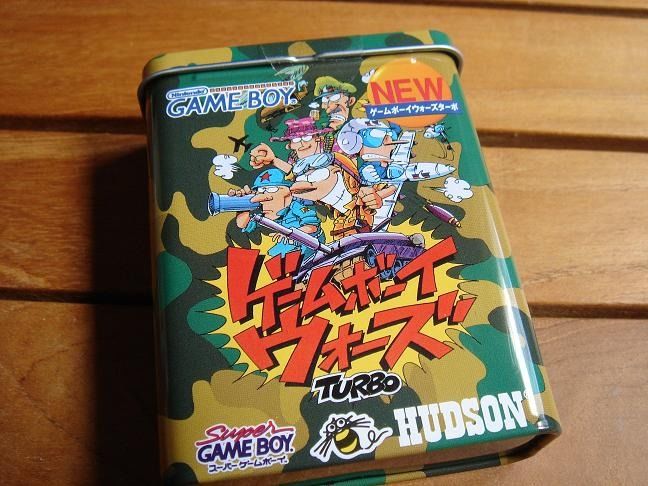 Nintendo
GAME BOY
NEW
ゲームボーイウォーズターボ
ゲームボーイ
ウォーズ
TURBO
Super
GAME BOY
スーパーゲームボーイ
HUDSON